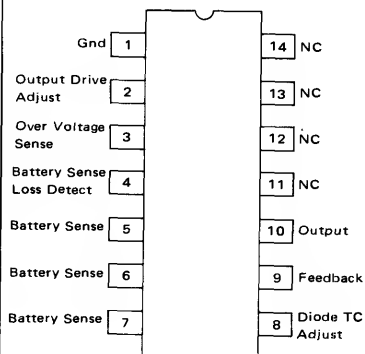 Gnd 1
Output Drive
Adjust
2
Over Voltage
Sense
3
Battery Sense
Loss Detect
4
Battery Sense 5
Battery Sense 6
Battery Sense 7
14 NC
13 NC
12 NC
11 NC
10 Output
9 Feedback
8
Diode TC
Adjust